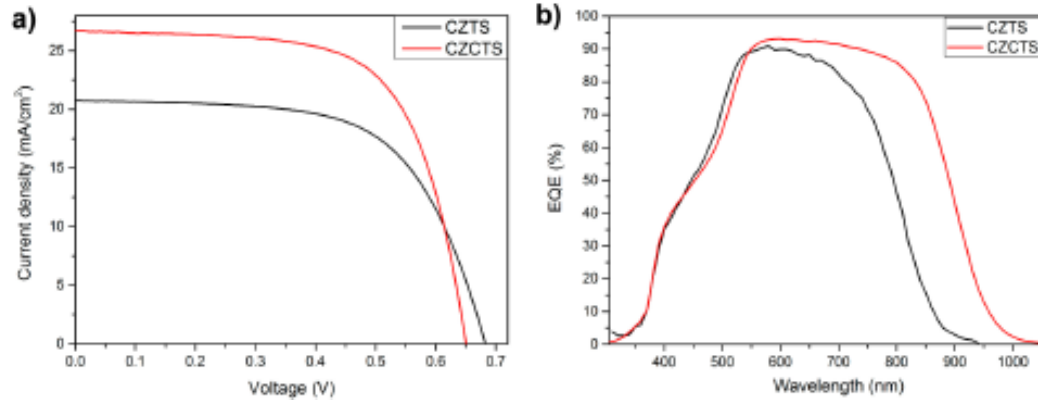 a)
CZTS
CZCTS
25
20
15
10
5
0
0.0 0.1 0.2 0.3 0.4 0.5 0.6 0.7
Current density (mA/cm²)
Voltage (V)
b)
CZTS
CZCTS
100
90
80
70
60
50
40
30
20
10
0
400 500 600 700 800 900 1000
EQE (%)
Wavelength (nm)